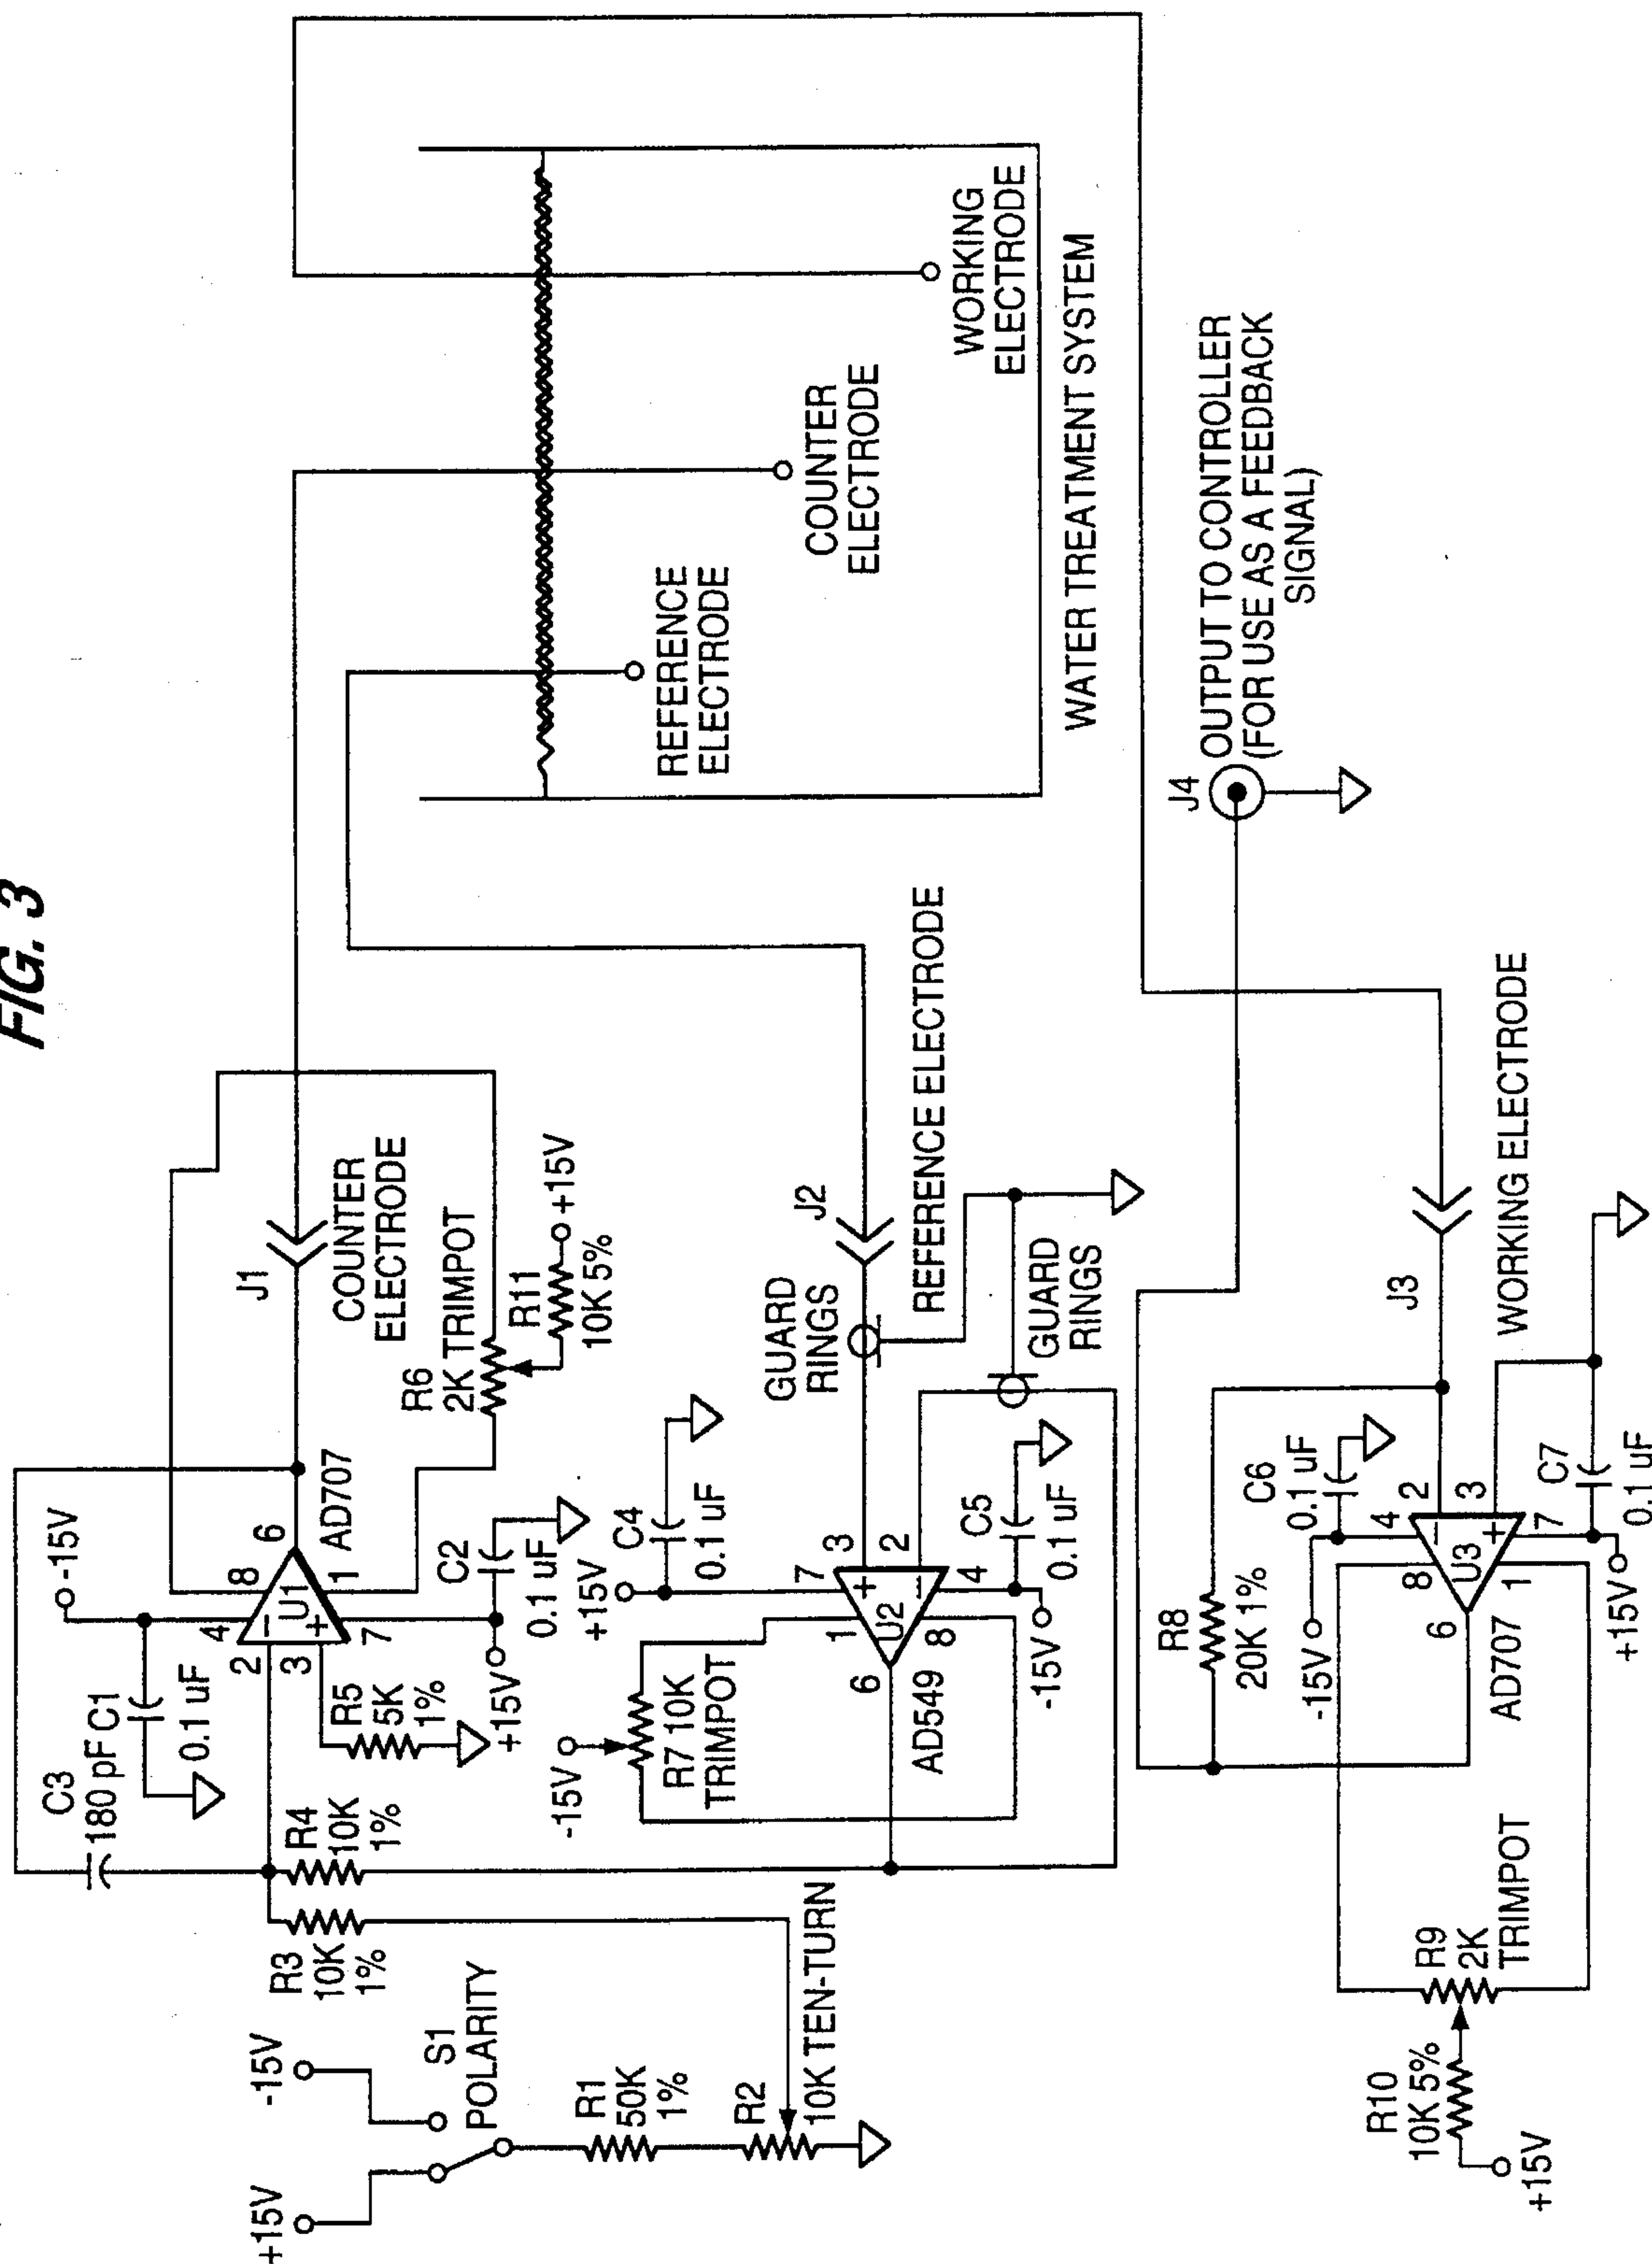 FIG. 3
+15V
-15V
S1
POLARITY
R1
50K
1%
R2
10K TEN-TURN
R3
10K
1%
R4
10K
1%
C3
180 pF
C1
0.1 uF
-15V
R5
5K
1%
2
3
4
7
8
1
6
-
+
U1
AD707
+15V
C2
0.1 uF
J1
COUNTER
ELECTRODE
R6
2K TRIMPOT
R11
10K 5%
+15V
-15V
R7 10K
TRIMPOT
+15V
C4
0.1 uF
7
3
1
+
-
U2
6
8
2
4
AD549
-15V
C5
0.1 uF
GUARD
RINGS
J2
REFERENCE ELECTRODE
GUARD
RINGS
REFERENCE
ELECTRODE
COUNTER
ELECTRODE
WORKING
ELECTRODE
WATER TREATMENT SYSTEM
J4
OUTPUT TO CONTROLLER
(FOR USE AS A FEEDBACK
SIGNAL)
R8
20K 1%
-15V
C6
0.1 uF
4
2
8
-
+
U3
3
6
1
7
AD707
+15V
C7
0.1 uF
J3
WORKING ELECTRODE
R9
2K
TRIMPOT
R10
10K 5%
+15V